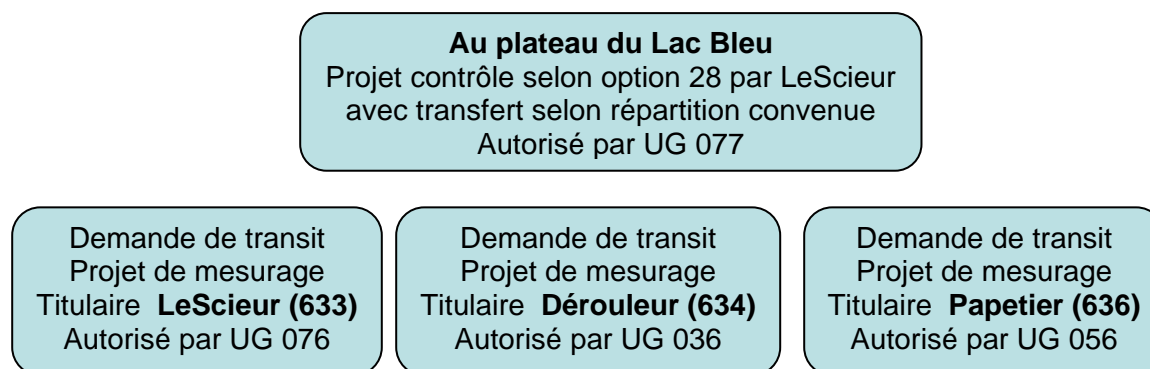 Au plateau du Lac Bleu
Projet contrôle selon option 28 par LeScieur
avec transfert selon répartition convenue
Autorisé par UG 077
Demande de transit
Projet de mesurage
Titulaire LeScieur (633)
Autorisé par UG 076
Demande de transit
Projet de mesurage
Titulaire Dérouleur (634)
Autorisé par UG 036
Demande de transit
Projet de mesurage
Titulaire Papetier (636)
Autorisé par UG 056